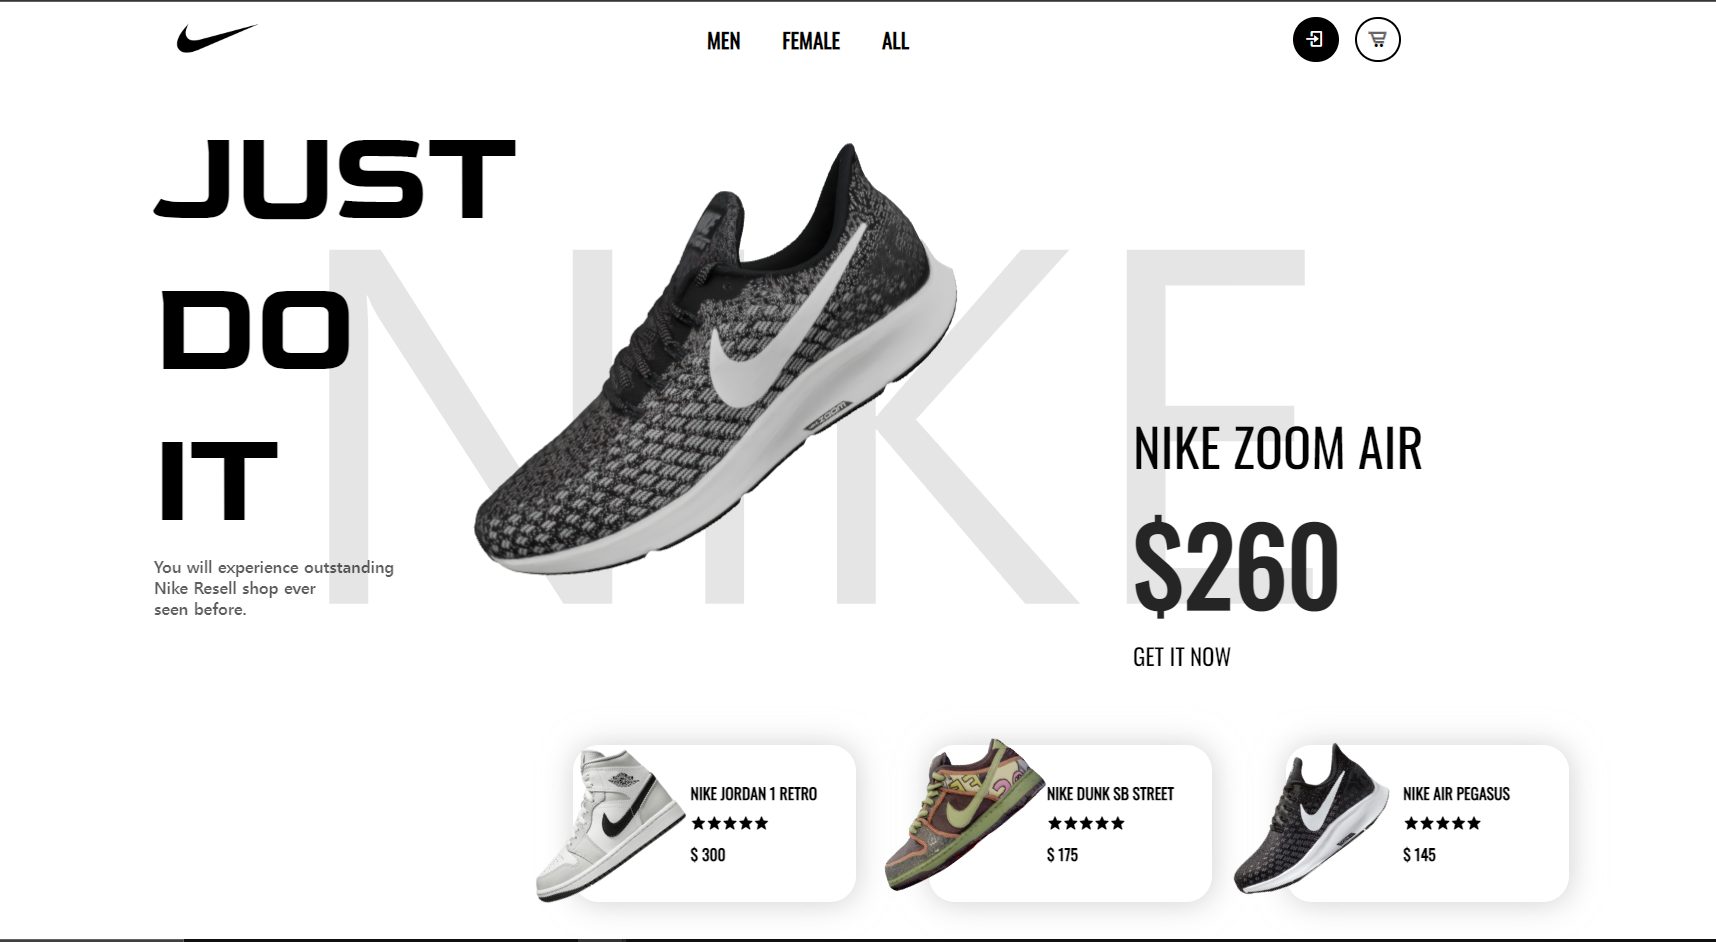 MEN FEMALE ALL
JUST
DO
IT
NIKE
You will experience outstanding
Nike Resell shop ever
seen before.
ZOOM
NIKE ZOOM AIR
$260
GET IT NOW
NIKE JORDAN 1 RETRO
$ 300
NIKE DUNK SB STREET
$ 175
NIKE AIR PEGASUS
$ 145